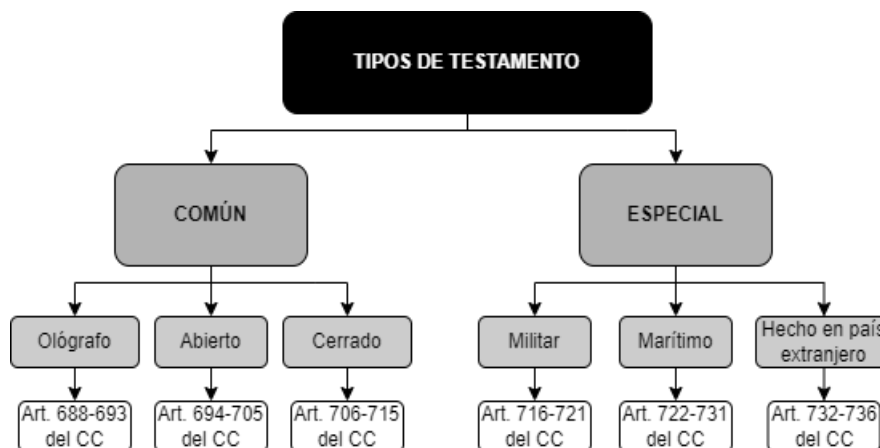 TIPOS DE TESTAMENTO
COMÚN
ESPECIAL
Ológrafo
Abierto
Cerrado
Militar
Marítimo
Hecho en país
extranjero
Art. 688-693
del CC
Art. 694-705
del CC
Art. 706-715
del CC
Art. 716-721
del CC
Art. 722-731
del CC
Art. 732-736
del CC